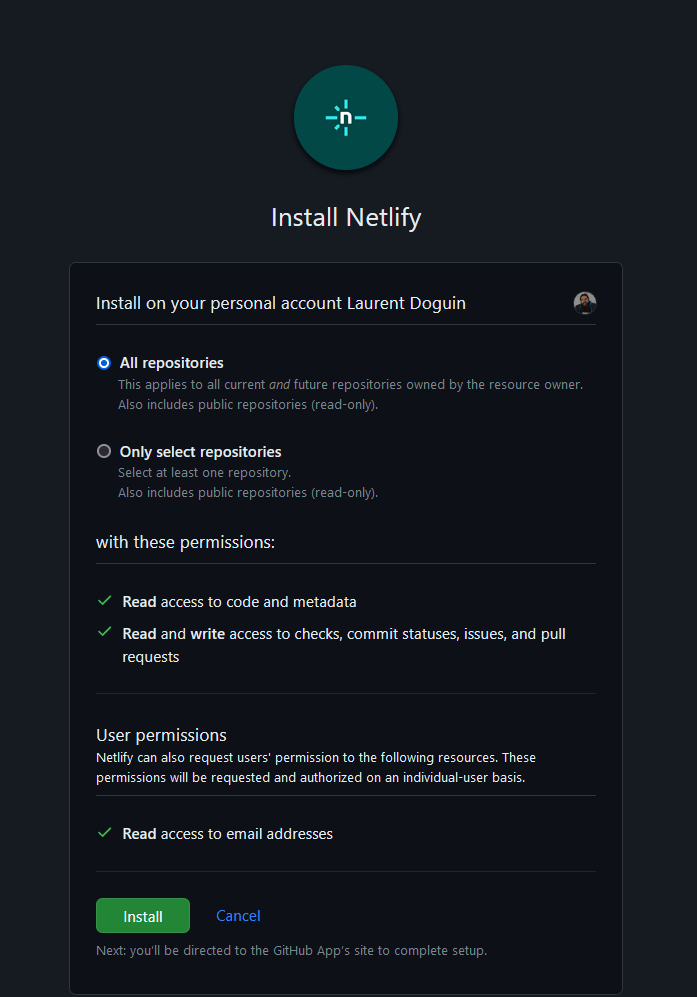 n
Install Netlify
Install on your personal account Laurent Doguin
All repositories
This applies to all current and future repositories owned by the resource owner.
Also includes public repositories (read-only).
Only select repositories
Select at least one repository.
Also includes public repositories (read-only).
with these permissions:
Read access to code and metadata
Read and write access to checks, commit statuses, issues, and pull
requests
User permissions
Netlify can also request users' permission to the following resources. These
permissions will be requested and authorized on an individual-user basis.
Read access to email addresses
Install Cancel
Next: you'll be directed to the GitHub App's site to complete setup.